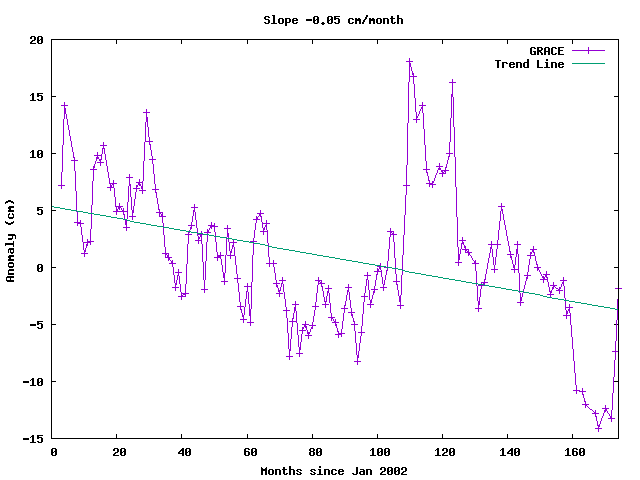 Slope -0.05 cm/month
GRACE
Trend Line
20
15
10
5
0
-5
-10
-15
Anomaly (cm)
0 20 40 60 80 100 120 140 160
Months since Jan 2002